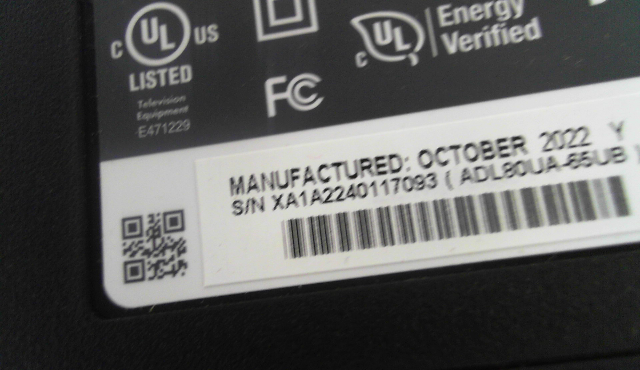 C UL US
LISTED
Television
Equipment
E471229
FC
C UL
Energy
Verified
MANUFACTURED: OCTOBER 2022 Y
S/N XA1A2240117093 ( ADL80UA-65UB )